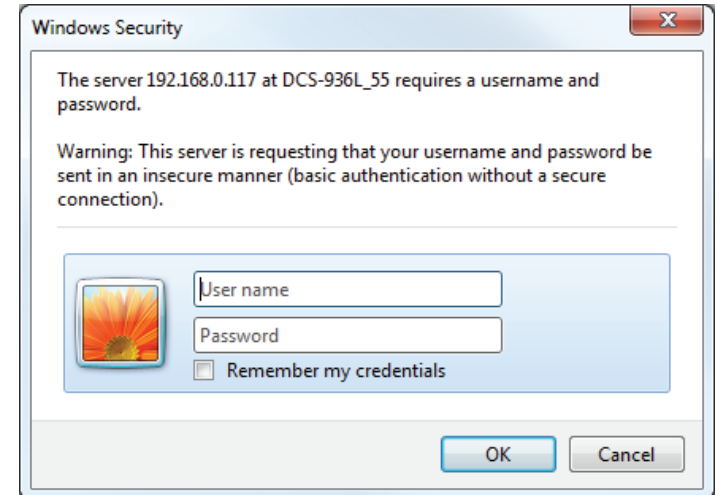 Windows Security
The server 192.168.0.117 at DCS-936L_55 requires a username and
password.
Warning: This server is requesting that your username and password be
sent in an insecure manner (basic authentication without a secure
connection).
User name
Password
Remember my credentials
OK Cancel